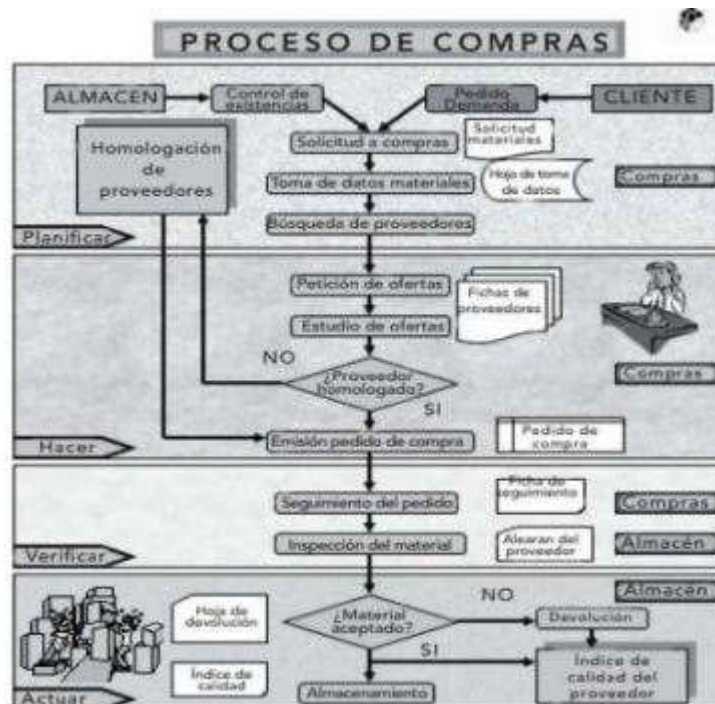 PROCESO DE COMPRAS
ALMACEN
Control de
existencias
Pedido
Demanda
CLIENTE
Homologación
de
proveedores
Solicitud a compras
Solicitud
materiales
Toma de datos materiales
Hoja de toma
de datos
Compras
Búsqueda de proveedores
Planificar
Petición de ofertas
Fichas de
proveedores
Estudio de ofertas
NO
¿Proveedor
homologado?
Compras
SI
Emisión pedido de compra
Pedido de
compra
Hacer
Seguimiento del pedido
Ficha de
seguimiento
Compras
Inspección del material
del
proveedor
Almacén
Verificar
Almacén
NO
Hoja de
devolución
¿Material
aceptado?
Devolución
SI
Índice de
calidad
Índice de
calidad del
proveedor
Almacenamiento
Actuar